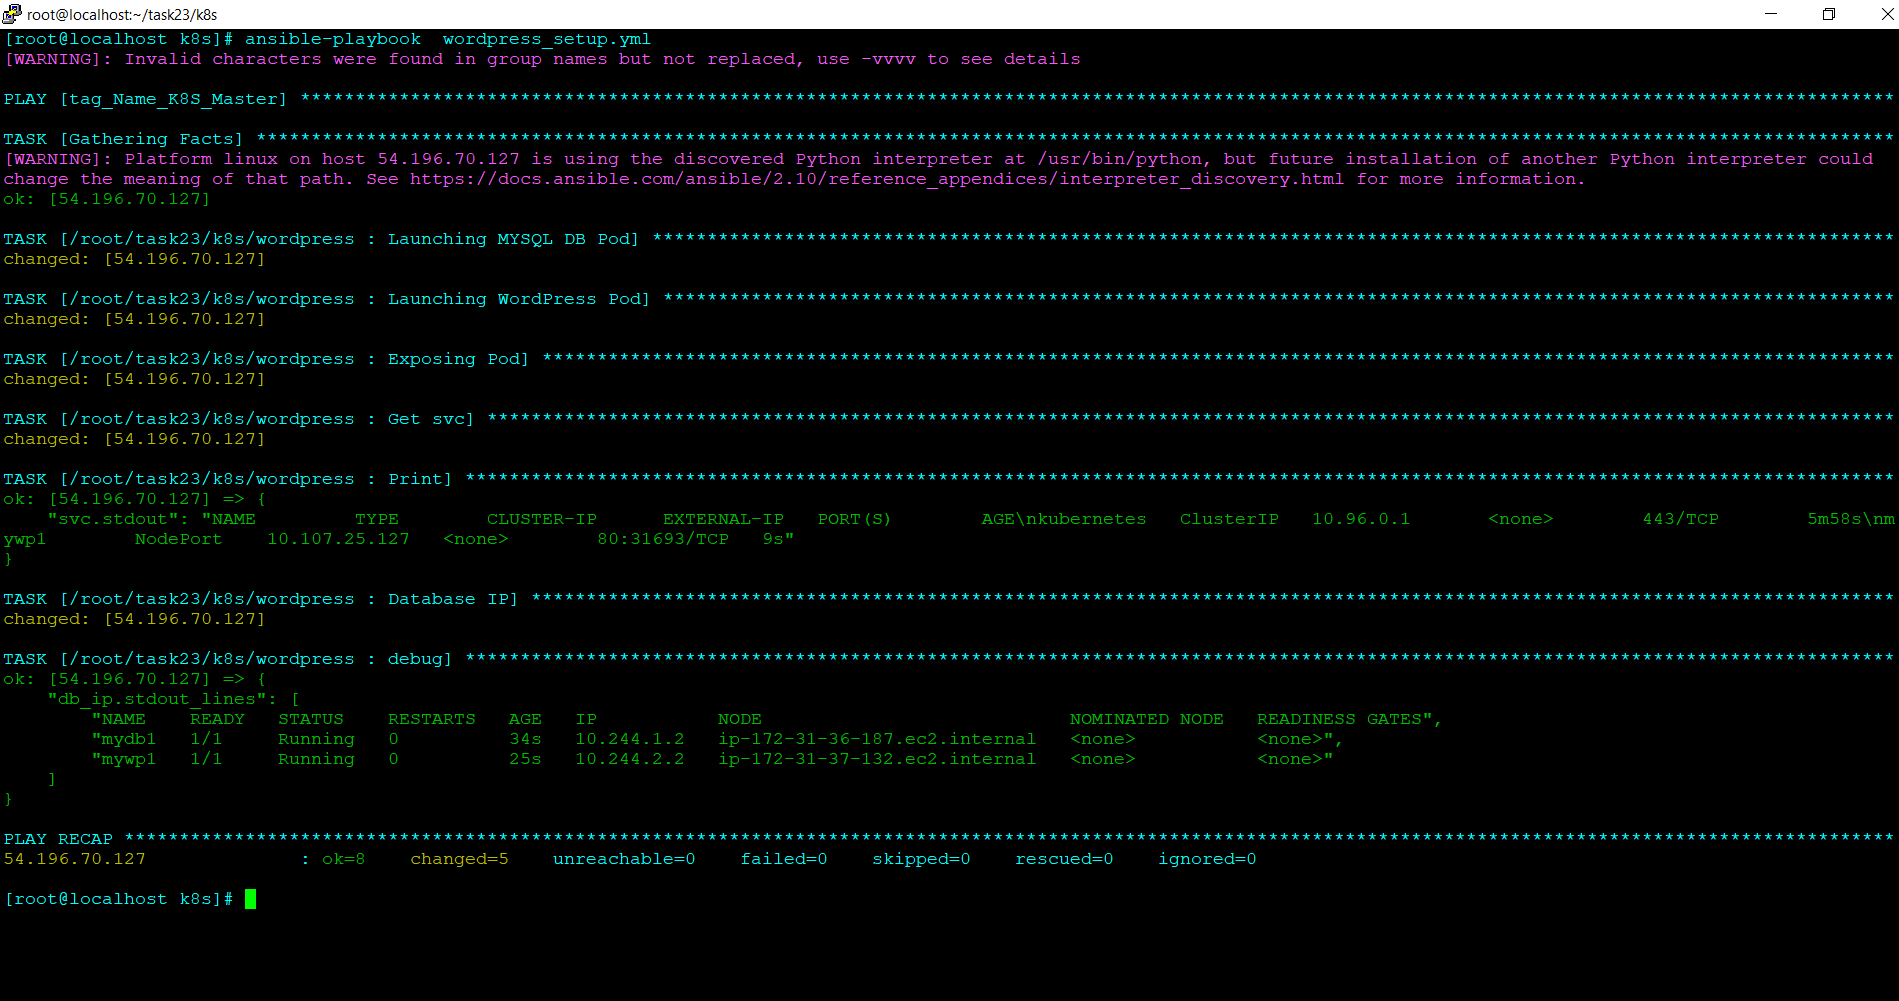 root@localhost:~/task23/k8s
[root@localhost k8s]# ansible-playbook  wordpress_setup.yml
[WARNING]: Invalid characters were found in group names but not replaced, use -vvvv to see details
PLAY [tag_Name_K8S_Master] *************************************************************************************************************************************************
TASK [Gathering Facts] *****************************************************************************************************************************************************
[WARNING]: Platform linux on host 54.196.70.127 is using the discovered Python interpreter at /usr/bin/python, but future installation of another Python interpreter could
change the meaning of that path. See https://docs.ansible.com/ansible/2.10/reference_appendices/interpreter_discovery.html for more information.
ok: [54.196.70.127]
TASK [/root/task23/k8s/wordpress : Launching MYSQL DB Pod] *****************************************************************************************************************
changed: [54.196.70.127]
TASK [/root/task23/k8s/wordpress : Launching WordPress Pod] ****************************************************************************************************************
changed: [54.196.70.127]
TASK [/root/task23/k8s/wordpress : Exposing Pod] ***************************************************************************************************************************
changed: [54.196.70.127]
TASK [/root/task23/k8s/wordpress : Get svc] ********************************************************************************************************************************
changed: [54.196.70.127]
TASK [/root/task23/k8s/wordpress : Print] **********************************************************************************************************************************
ok: [54.196.70.127] => {
    "svc.stdout": "NAME         TYPE        CLUSTER-IP      EXTERNAL-IP   PORT(S)        AGE\nkubernetes   ClusterIP   10.96.0.1       <none>        443/TCP        5m58s\nm
ywp1        NodePort    10.107.25.127   <none>        80:31693/TCP   9s"
}
TASK [/root/task23/k8s/wordpress : Database IP] ****************************************************************************************************************************
changed: [54.196.70.127]
TASK [/root/task23/k8s/wordpress : debug] **********************************************************************************************************************************
ok: [54.196.70.127] => {
    "db_ip.stdout_lines": [
        "NAME    READY   STATUS    RESTARTS   AGE   IP           NODE                            NOMINATED NODE   READINESS GATES",
        "mydb1   1/1     Running   0          34s   10.244.1.2   ip-172-31-36-187.ec2.internal   <none>           <none>",
        "mywp1   1/1     Running   0          25s   10.244.2.2   ip-172-31-37-132.ec2.internal   <none>           <none>"
    ]
}
PLAY RECAP *****************************************************************************************************************************************************************
54.196.70.127              : ok=8    changed=5    unreachable=0    failed=0    skipped=0    rescued=0    ignored=0
[root@localhost k8s]#